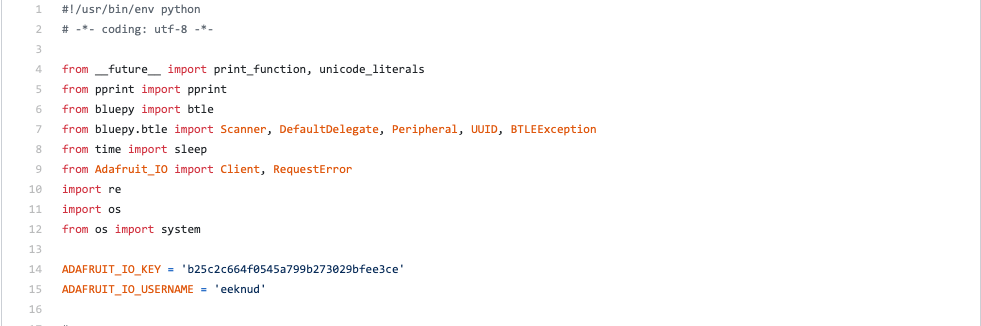 1 #!/usr/bin/env python
2 # -*- coding: utf-8 -*-
3
4 from __future__ import print_function, unicode_literals
5 from pprint import pprint
6 from bluepy import btle
7 from bluepy.btle import Scanner, DefaultDelegate, Peripheral, UUID, BTLEException
8 from time import sleep
9 from Adafruit_IO import Client, RequestError
10 import re
11 import os
12 from os import system
13
14 ADAFRUIT_IO_KEY = 'b25c2c664f0545a799b273029bfee3ce'
15 ADAFRUIT_IO_USERNAME = 'eeknud'
16